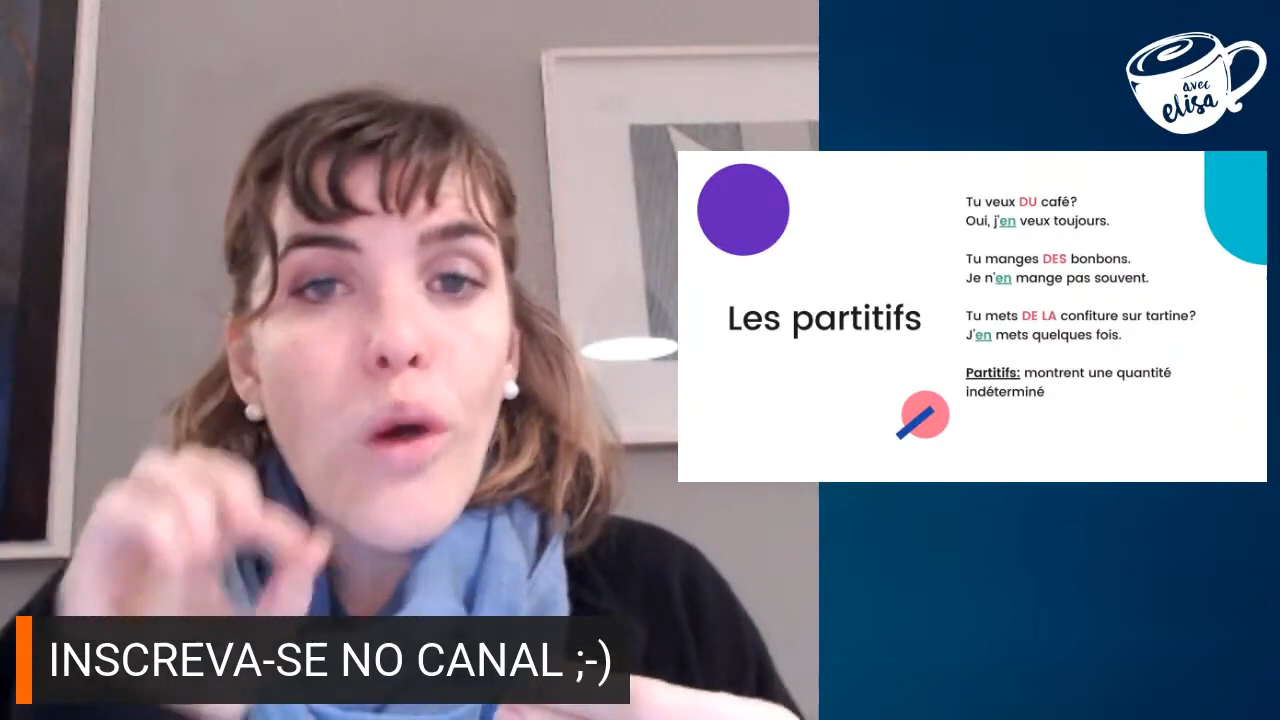 avec
elisa
Les partitifs
Tu veux DU café?
Oui, j'en veux toujours.
Tu manges DES bonbons.
Je n'en mange pas souvent.
Tu mets DE LA confiture sur tartine?
J'en mets quelques fois.
Partitifs: montrent une quantité
indéterminé
INSCREVA-SE NO CANAL ;-)